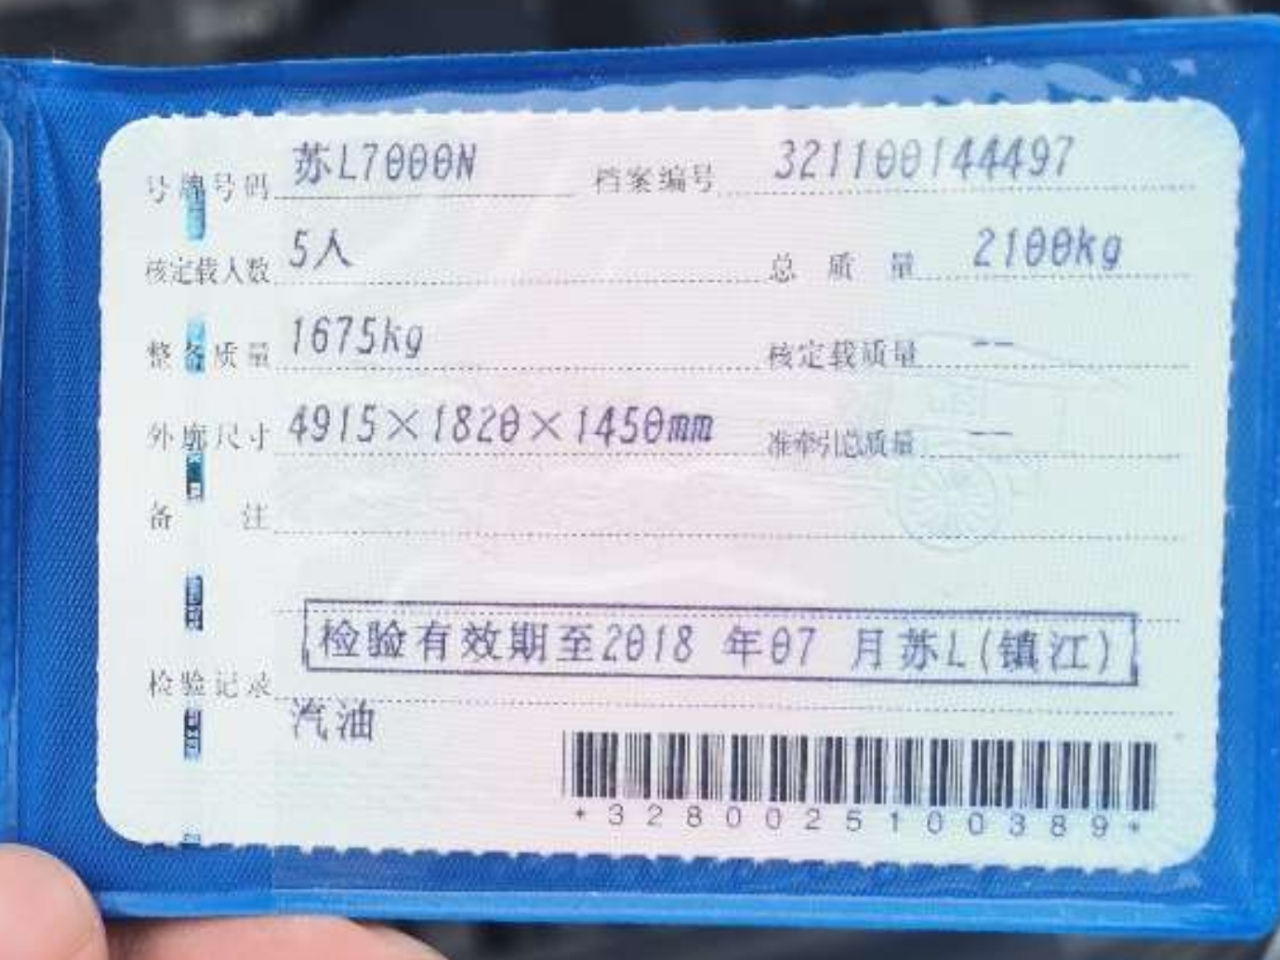 号牌号码 苏L7000N 档案编号 321100144497
核定载人数 5人 总质量 2100kg
整备质量 1675kg 核定载质量 --
外廓尺寸 4915×1820×1450mm 准牵引总质量 --
备注
检验有效期至2018 年07 月苏L(镇江)
检验记录
汽油
*3280025100389*